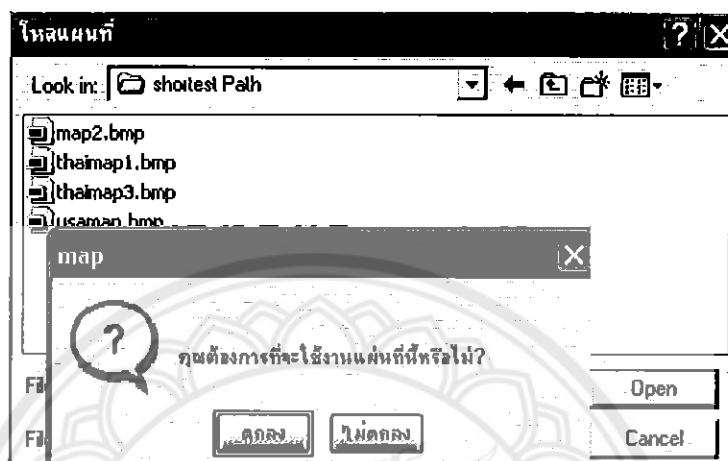 โหลแผนที่
Look in: shortest Path
map2.bmp
thaimap1.bmp
thaimap3.bmp
usamap.bmp
map
?
คุณต้องการที่จะใช้งานแผ่นที่นี้หรือไม่?
Open
ตกลง ไม่ตกลง
Cancel